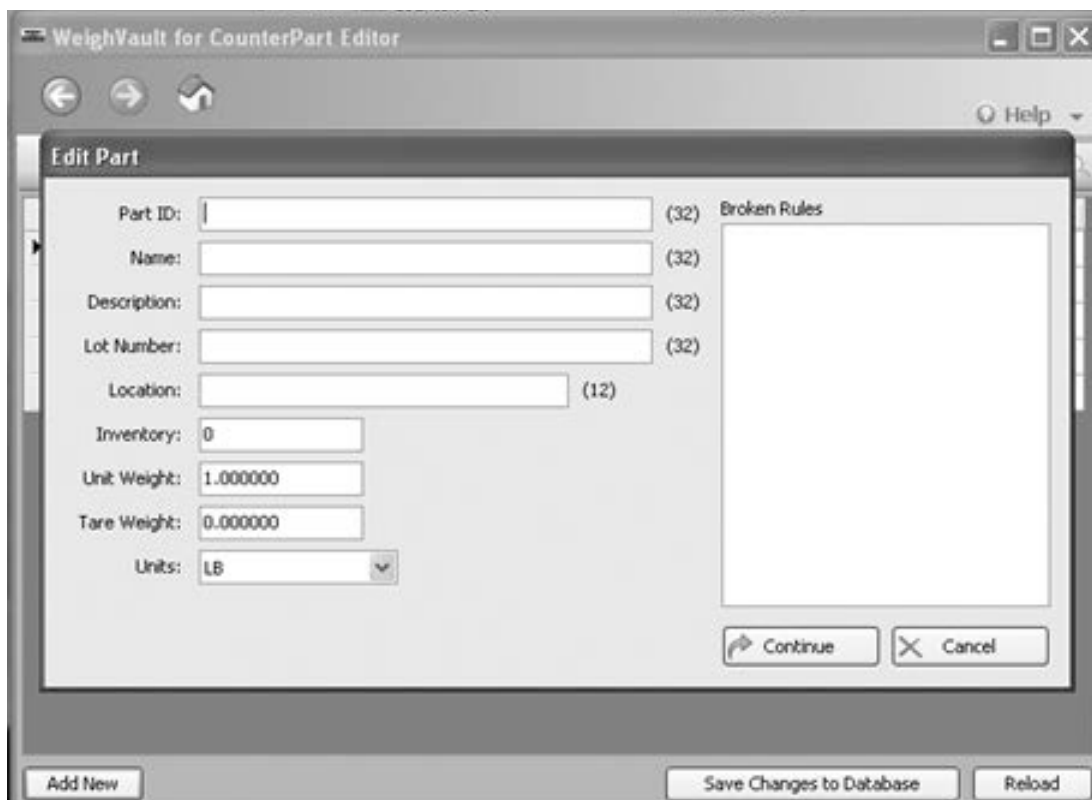 WeighVault for CounterPart Editor
Help
Edit Part
Part ID: (32)
Name: (32)
Description: (32)
Lot Number: (32)
Location: (12)
Inventory: 0
Unit Weight: 1.000000
Tare Weight: 0.000000
Units: LB
Broken Rules
Continue
Cancel
Add New
Save Changes to Database
Reload